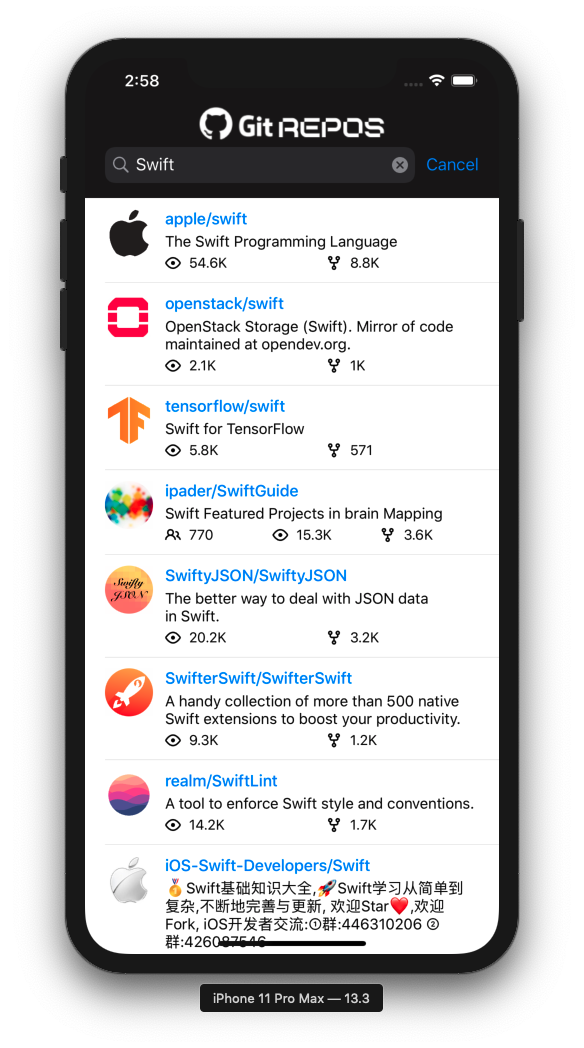 2:58
Git REPOS
Swift
Cancel
apple/swift
The Swift Programming Language
54.6K 8.8K
openstack/swift
OpenStack Storage (Swift). Mirror of code
maintained at opendev.org.
2.1K 1K
tensorflow/swift
Swift for TensorFlow
5.8K 571
ipader/SwiftGuide
Swift Featured Projects in brain Mapping
770 15.3K 3.6K
Swifty
JSON
SwiftyJSON/SwiftyJSON
The better way to deal with JSON data
in Swift.
20.2K 3.2K
SwifterSwift/SwifterSwift
A handy collection of more than 500 native
Swift extensions to boost your productivity.
9.3K 1.2K
realm/SwiftLint
A tool to enforce Swift style and conventions.
14.2K 1.7K
iOS-Swift-Developers/Swift
🥇Swift基础知识大全,🚀Swift学习从简单到
复杂,不断地完善与更新, 欢迎Star❤️,欢迎
Fork, iOS开发者交流:①群:446310206 ②
群:426087546
iPhone 11 Pro Max — 13.3